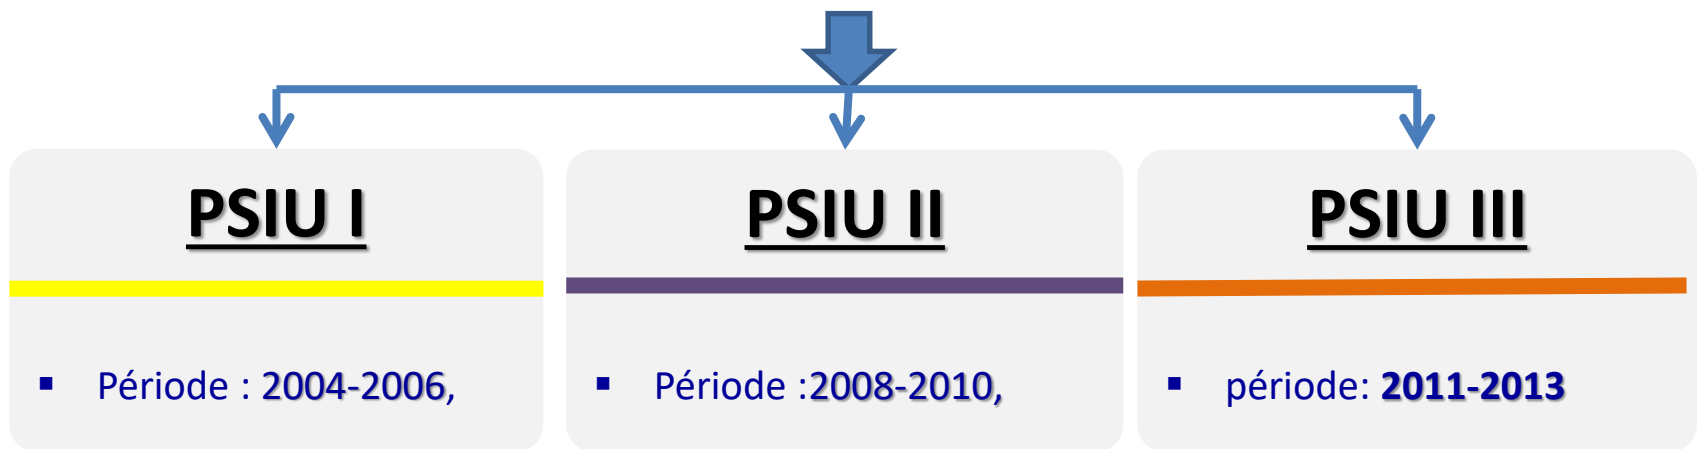 PSIU I
PSIU II
PSIU III
▪ Période : 2004-2006,
▪ Période :2008-2010,
▪ période: 2011-2013